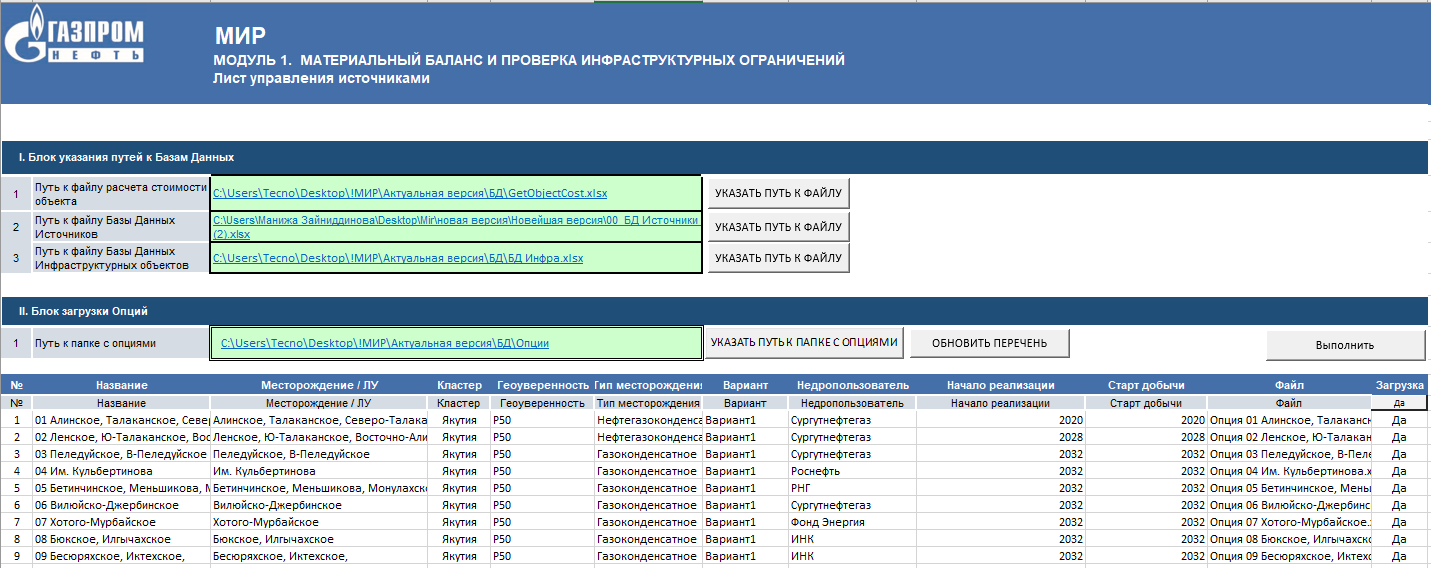 ГАЗПРОМ
НЕФТЬ
МИР
МОДУЛЬ 1. МАТЕРИАЛЬНЫЙ БАЛАНС И ПРОВЕРКА ИНФРАСТРУКТУРНЫХ ОГРАНИЧЕНИЙ
Лист управления источниками
I. Блок указания путей к Базам Данных
1 Путь к файлу расчета стоимости объекта C:\Users\Tecno\Desktop\!МИР\Актуальная версия\БД\GetObjectCost.xlsx УКАЗАТЬ ПУТЬ К ФАЙЛУ
2 Путь к файлу Базы Данных Источников C:\Users\Манижа Зайниддинова\Desktop\Mir\новая версия\Новейшая версия\00_БД Источники (2).xlsx УКАЗАТЬ ПУТЬ К ФАЙЛУ
3 Путь к файлу Базы Данных Инфраструктурных объектов C:\Users\Tecno\Desktop\!МИР\Актуальная версия\БД\БД Инфра.xlsx УКАЗАТЬ ПУТЬ К ФАЙЛУ
II. Блок загрузки Опций
1 Путь к папке с опциями C:\Users\Tecno\Desktop\!МИР\Актуальная версия\БД\Опции УКАЗАТЬ ПУТЬ К ПАПКЕ С ОПЦИЯМИ ОБНОВИТЬ ПЕРЕЧЕНЬ Выполнить
№ Название Месторождение / ЛУ Кластер Геоуверенность Тип месторождения Вариант Недропользователь Начало реализации Старт добычи Файл Загрузка
№ Название Месторождение / ЛУ Кластер Геоуверенность Тип месторождения Вариант Недропользователь Начало реализации Старт добычи Файл Да
1 01 Алинское, Талаканское, Севе Алинское, Талаканское, Северо-Талака Якутия P50 Нефтегазоконденса Вариант1 Сургутнефтегаз 2020 2020 Опция 01 Алинское, Талаканск Да
2 02 Ленское, Ю-Талаканское, Вос Ленское, Ю-Талаканское, Восточно-Али Якутия P50 Нефтегазоконденса Вариант1 Сургутнефтегаз 2028 2028 Опция 02 Ленское, Ю-Талакан Да
3 03 Пеледуйское, В-Пеледуйское Пеледуйское, В-Пеледуйское Якутия P50 Газоконденсатное Вариант1 Сургутнефтегаз 2032 2032 Опция 03 Пеледуйское, В-Пеле Да
4 04 Им. Кульбертинова Им. Кульбертинова Якутия P50 Газоконденсатное Вариант1 Роснефть 2032 2032 Опция 04 Им. Кульбертинова.x Да
5 05 Бетинчинское, Меньшикова, М Бетинчинское, Меньшикова, Монулахско Якутия P50 Газоконденсатное Вариант1 РНГ 2032 2032 Опция 05 Бетинчинское, Мень Да
6 06 Вилюйско-Джербинское Вилюйско-Джербинское Якутия P50 Газоконденсатное Вариант1 Сургутнефтегаз 2032 2032 Опция 06 Вилюйско-Джербинс Да
7 07 Хотого-Мурбайское Хотого-Мурбайское Якутия P50 Газоконденсатное Вариант1 Фонд Энергия 2032 2032 Опция 07 Хотого-Мурбайское. Да
8 08 Бюкское, Илгычахское Бюкское, Илгычахское Якутия P50 Газоконденсатное Вариант1 ИНК 2032 2032 Опция 08 Бюкское, Илгычахск Да
9 09 Бесюряхское, Иктехское, Бесюряхское, Иктехское, Якутия P50 Газоконденсатное Вариант1 ИНК 2032 2032 Опция 09 Бесюряхское, Иктехс Да